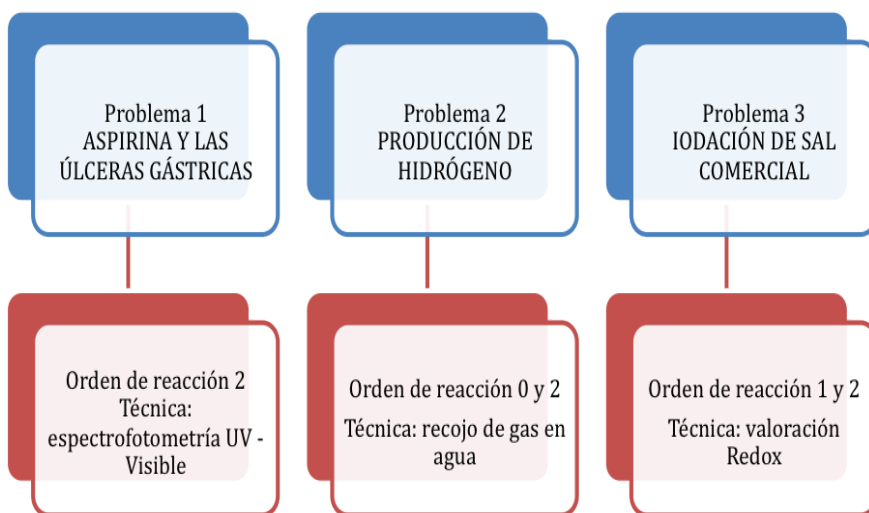 Problema 1
ASPIRINA Y LAS
ÚLCERAS GÁSTRICAS
Problema 2
PRODUCCIÓN DE
HIDRÓGENO
Problema 3
IODACIÓN DE SAL
COMERCIAL
Orden de reacción 2
Técnica:
espectrofotometría UV -
Visible
Orden de reacción 0 y 2
Técnica: recojo de gas en
agua
Orden de reacción 1 y 2
Técnica: valoración
Redox